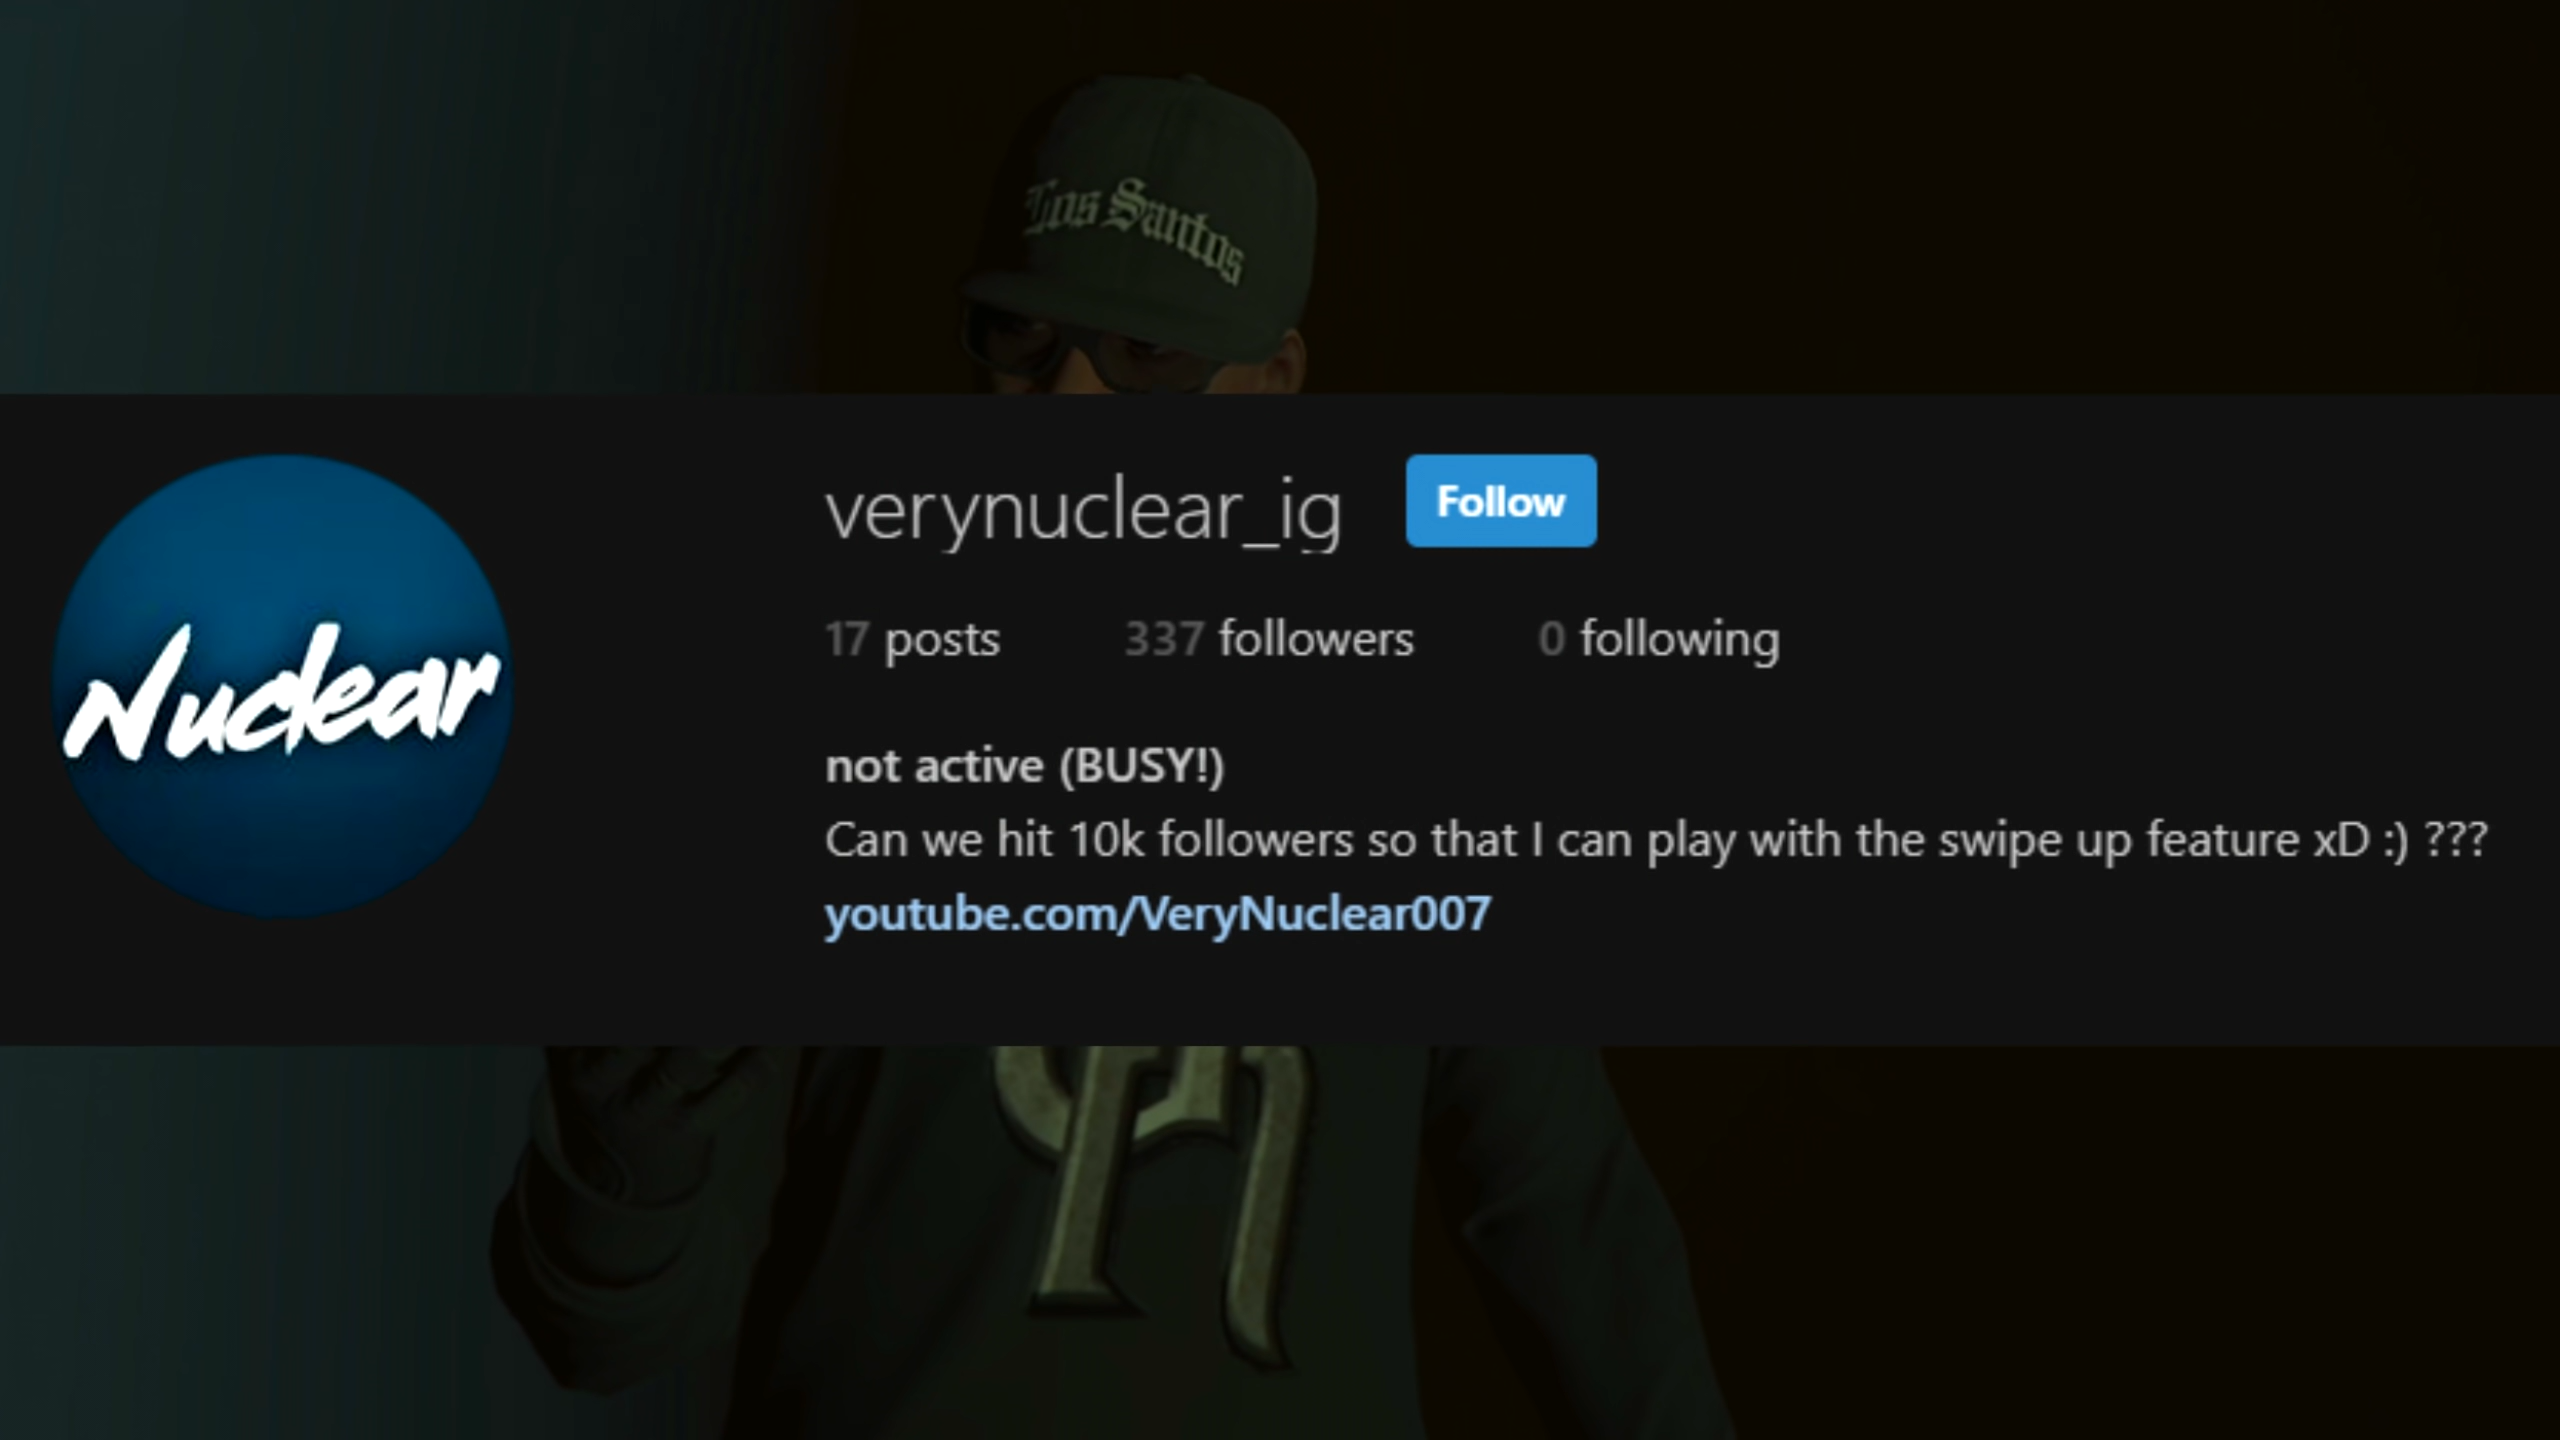 Los Santos
verynuclear_ig Follow
17 posts 337 followers 0 following
Nuclear
not active (BUSY!)
Can we hit 10k followers so that I can play with the swipe up feature xD :) ???
youtube.com/VeryNuclear007